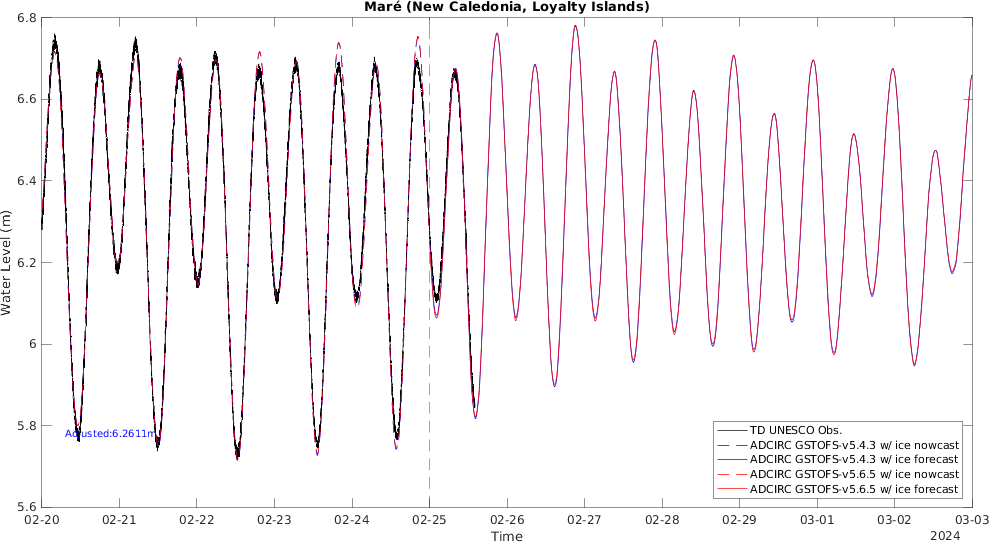 Maré (New Caledonia, Loyalty Islands)
Water Level (m)
6.8
6.6
6.4
6.2
6
5.8
5.6
Adjusted:6.2611m
TD UNESCO Obs.
ADCIRC GSTOFS-v5.4.3 w/ ice nowcast
ADCIRC GSTOFS-v5.4.3 w/ ice forecast
ADCIRC GSTOFS-v5.6.5 w/ ice nowcast
ADCIRC GSTOFS-v5.6.5 w/ ice forecast
02-20 02-21 02-22 02-23 02-24 02-25 02-26 02-27 02-28 02-29 03-01 03-02 03-03
Time
2024